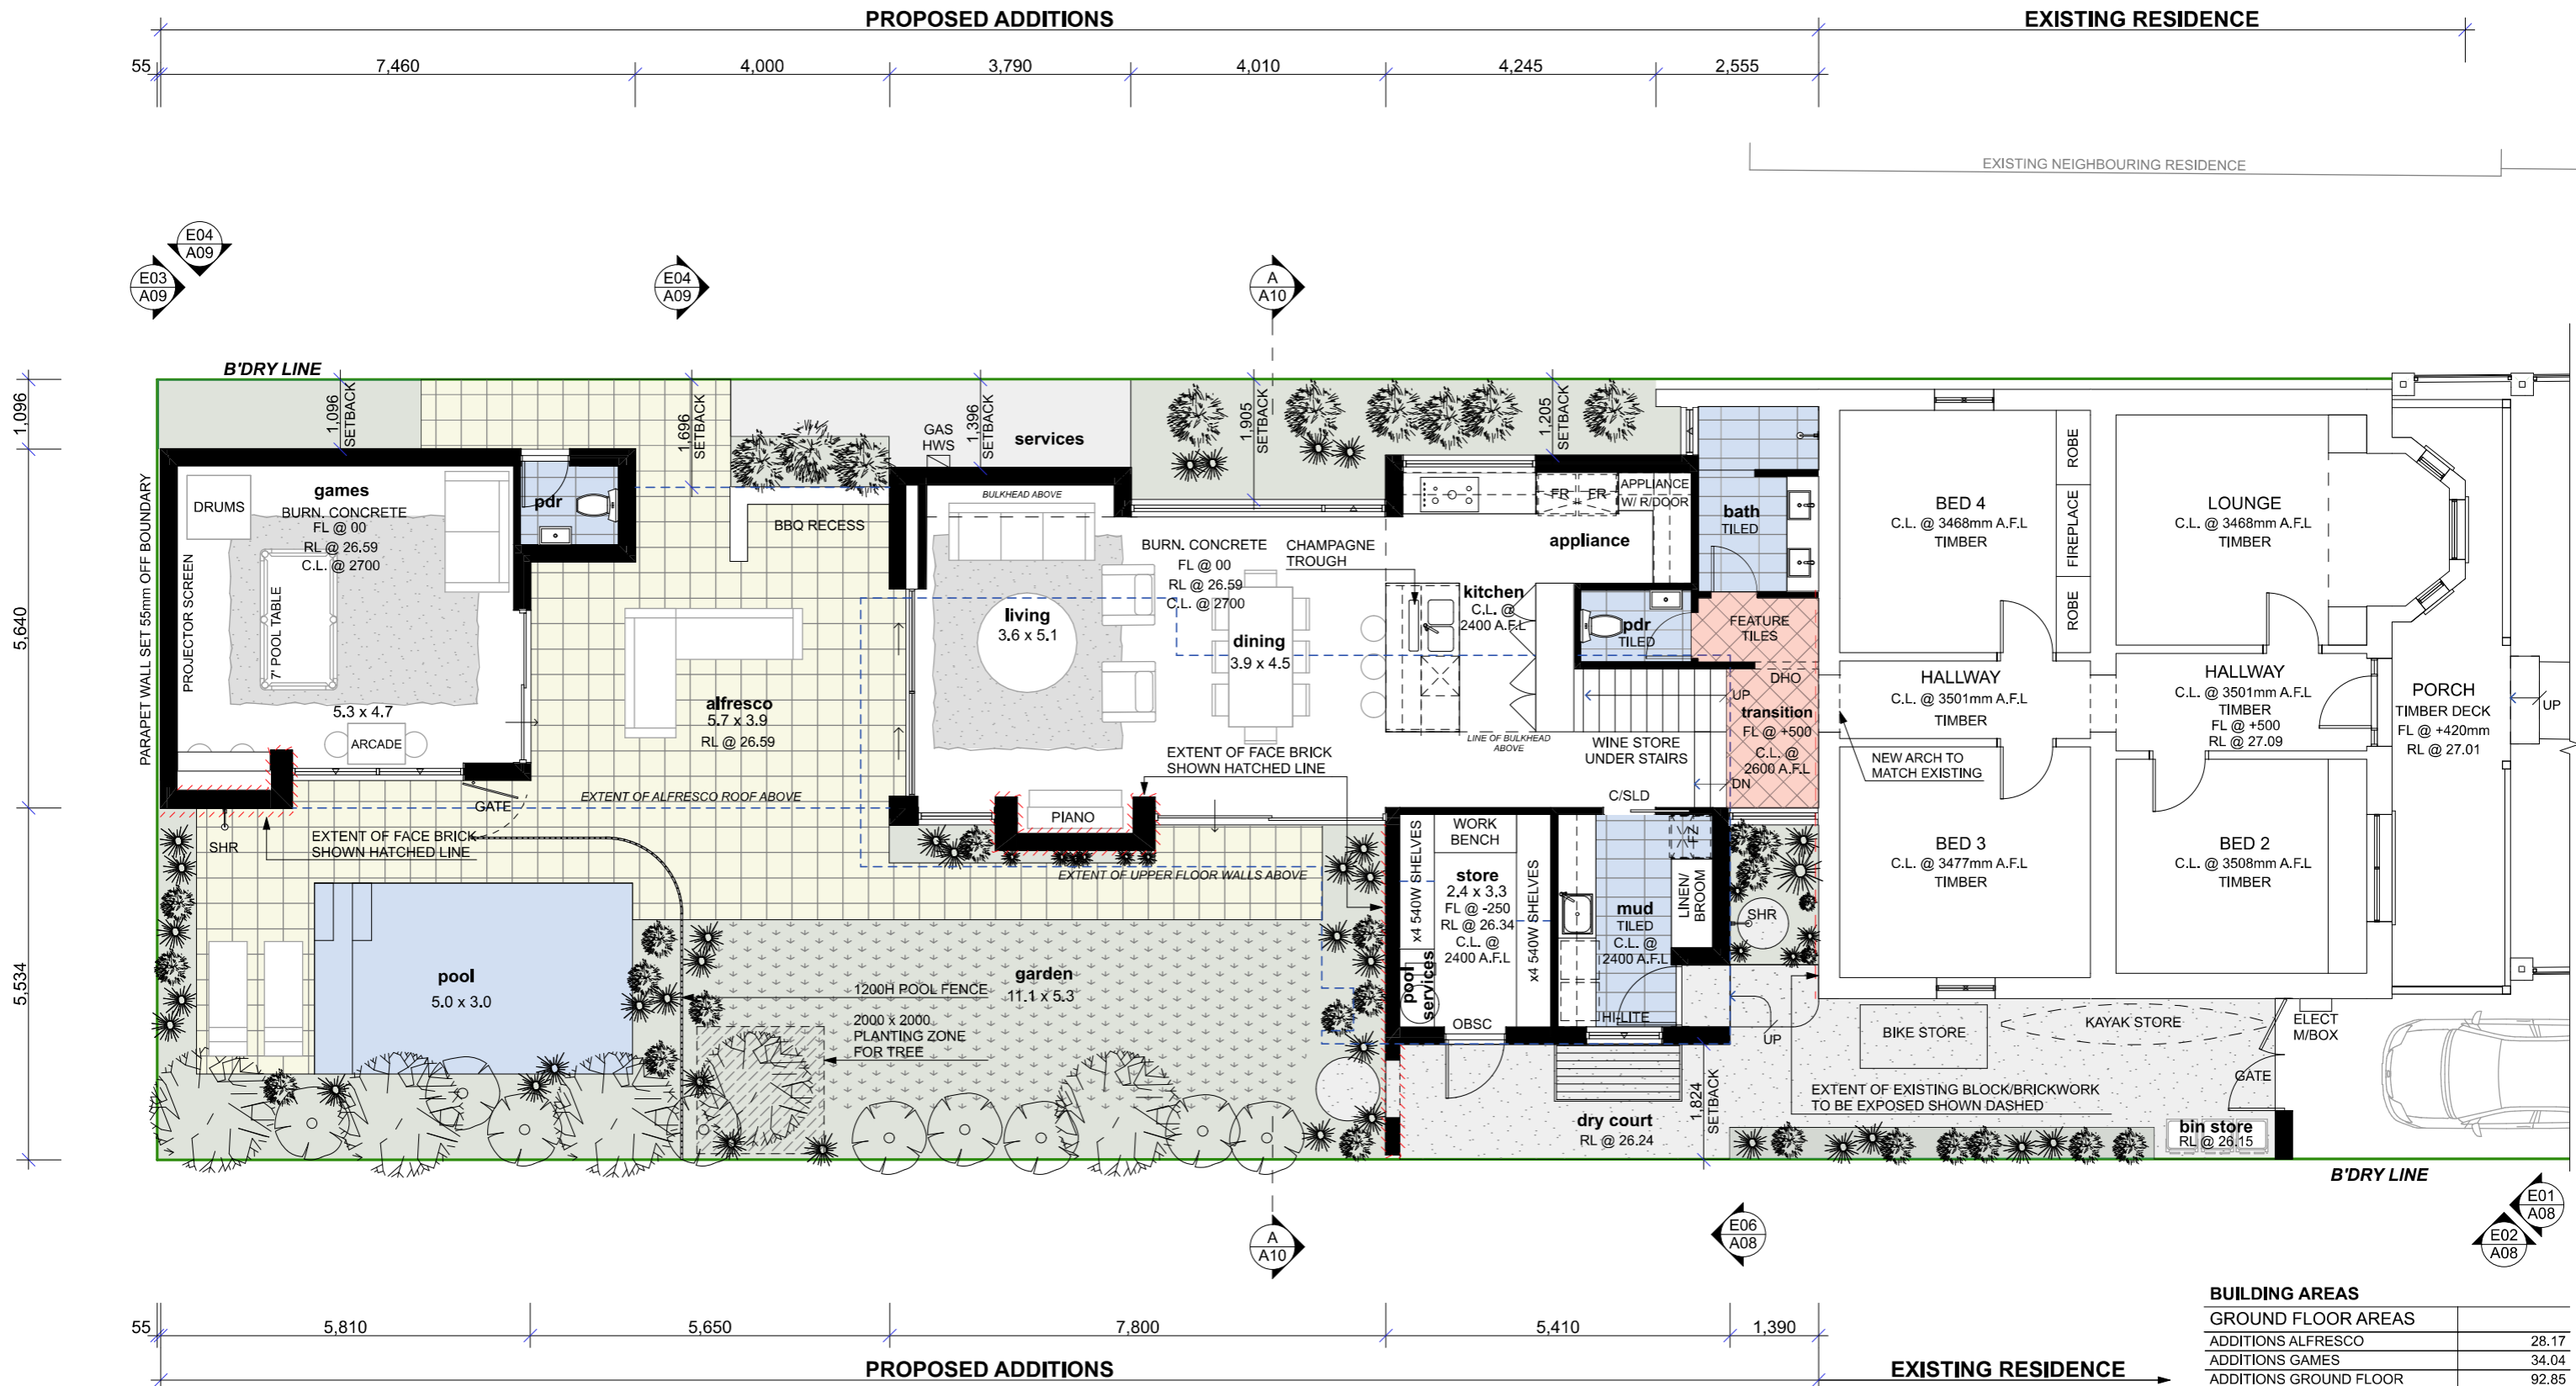 PROPOSED ADDITIONS
EXISTING RESIDENCE
55
7,460
4,000
3,790
4,010
4,245
2,555
EXISTING NEIGHBOURING RESIDENCE
E04
A09
E03
A09
E04
A09
A
A10
B'DRY LINE
1,096
5,640
5,534
1,096
SETBACK
1,696
SETBACK
1,396
SETBACK
1,905
SETBACK
1,205
SETBACK
GAS
HWS
services
PARAPET WALL SET 55mm OFF BOUNDARY
DRUMS
games
BURN. CONCRETE
FL @ 00
RL @ 26.59
C.L. @ 2700
PROJECTOR SCREEN
7' POOL TABLE
5.3 x 4.7
ARCADE
pdr
BBQ RECESS
alfresco
5.7 x 3.9
RL @ 26.59
EXTENT OF ALFRESCO ROOF ABOVE
GATE
SHR
EXTENT OF FACE BRICK
SHOWN HATCHED LINE
BULKHEAD ABOVE
living
3.6 x 5.1
BURN. CONCRETE
FL @ 00
RL @ 26.59
C.L. @ 2700
dining
3.9 x 4.5
CHAMPAGNE
TROUGH
FR
FR
APPLIANCE
W/ R/DOOR
appliance
kitchen
C.L. @
2400 A.F.L
LINE OF BULKHEAD
ABOVE
EXTENT OF FACE BRICK
SHOWN HATCHED LINE
PIANO
EXTENT OF UPPER FLOOR WALLS ABOVE
bath
TILED
pdr
TILED
FEATURE
TILES
DHO
UP
transition
FL @ +500
C.L. @
2600 A.F.L
DN
WINE STORE
UNDER STAIRS
C/SLD
BED 4
C.L. @ 3468mm A.F.L
TIMBER
ROBE
FIREPLACE
ROBE
LOUNGE
C.L. @ 3468mm A.F.L
TIMBER
HALLWAY
C.L. @ 3501mm A.F.L
TIMBER
NEW ARCH TO
MATCH EXISTING
HALLWAY
C.L. @ 3501mm A.F.L
TIMBER
FL @ +500
RL @ 27.09
PORCH
TIMBER DECK
FL @ +420mm
RL @ 27.01
UP
BED 3
C.L. @ 3477mm A.F.L
TIMBER
BED 2
C.L. @ 3508mm A.F.L
TIMBER
x4 540W SHELVES
WORK
BENCH
store
2.4 x 3.3
FL @ -250
RL @ 26.34
C.L. @
2400 A.F.L
x4 540W SHELVES
pool
services
OBSC
mud
TILED
C.L. @
2400 A.F.L
FZ
LINEN/
BROOM
HI-LITE
SHR
UP
pool
5.0 x 3.0
garden
11.1 x 5.3
1200H POOL FENCE
2000 x 2000
PLANTING ZONE
FOR TREE
dry court
RL @ 26.24
1,824
SETBACK
BIKE STORE
KAYAK STORE
ELECT
M/BOX
GATE
EXTENT OF EXISTING BLOCK/BRICKWORK
TO BE EXPOSED SHOWN DASHED
bin store
RL @ 26.15
B'DRY LINE
A
A10
E06
A08
E01
A08
E02
A08
55
5,810
5,650
7,800
5,410
1,390
PROPOSED ADDITIONS
EXISTING RESIDENCE
BUILDING AREAS
GROUND FLOOR AREAS
ADDITIONS ALFRESCO 28.17
ADDITIONS GAMES 34.04
ADDITIONS GROUND FLOOR 92.85